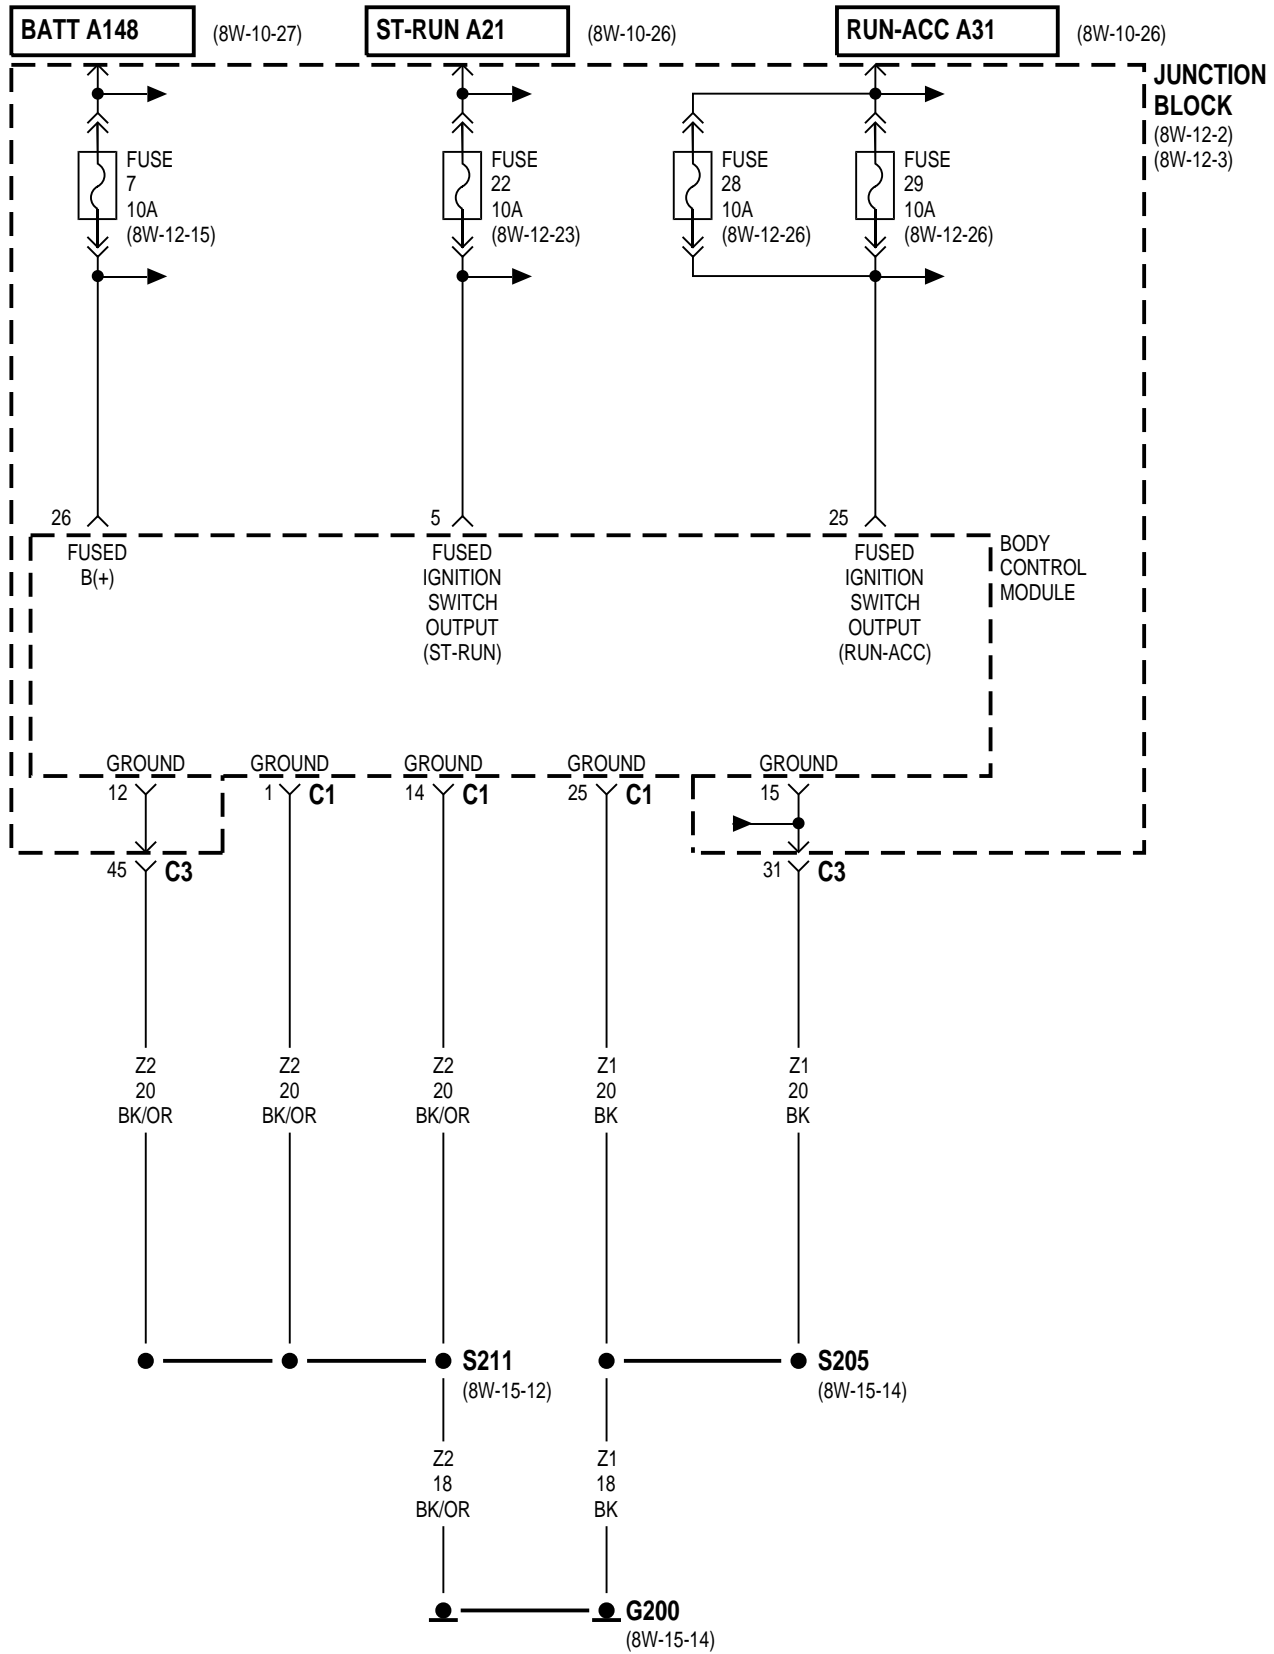 BATT A148
(8W-10-27)
ST-RUN A21
(8W-10-26)
RUN-ACC A31
(8W-10-26)
JUNCTION
BLOCK
(8W-12-2)
(8W-12-3)
FUSE
7
10A
(8W-12-15)
FUSE
22
10A
(8W-12-23)
FUSE
28
10A
(8W-12-26)
FUSE
29
10A
(8W-12-26)
26
5
25
FUSED
B(+)
FUSED
IGNITION
SWITCH
OUTPUT
(ST-RUN)
FUSED
IGNITION
SWITCH
OUTPUT
(RUN-ACC)
BODY
CONTROL
MODULE
GROUND
GROUND
GROUND
GROUND
GROUND
12
1
C1
14
C1
25
C1
15
45
C3
31
C3
Z2
20
BK/OR
Z2
20
BK/OR
Z2
20
BK/OR
Z1
20
BK
Z1
20
BK
S211
(8W-15-12)
S205
(8W-15-14)
Z2
18
BK/OR
Z1
18
BK
G200
(8W-15-14)